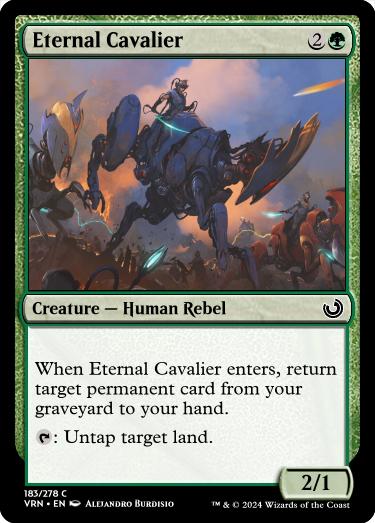 Eternal Cavalier 2
Creature — Human Rebel
When Eternal Cavalier enters, return
target permanent card from your
graveyard to your hand.
: Untap target land.
2/1
183/278 C
VRN • EN Alejandro Burdisio
™ & © 2024 Wizards of the Coast